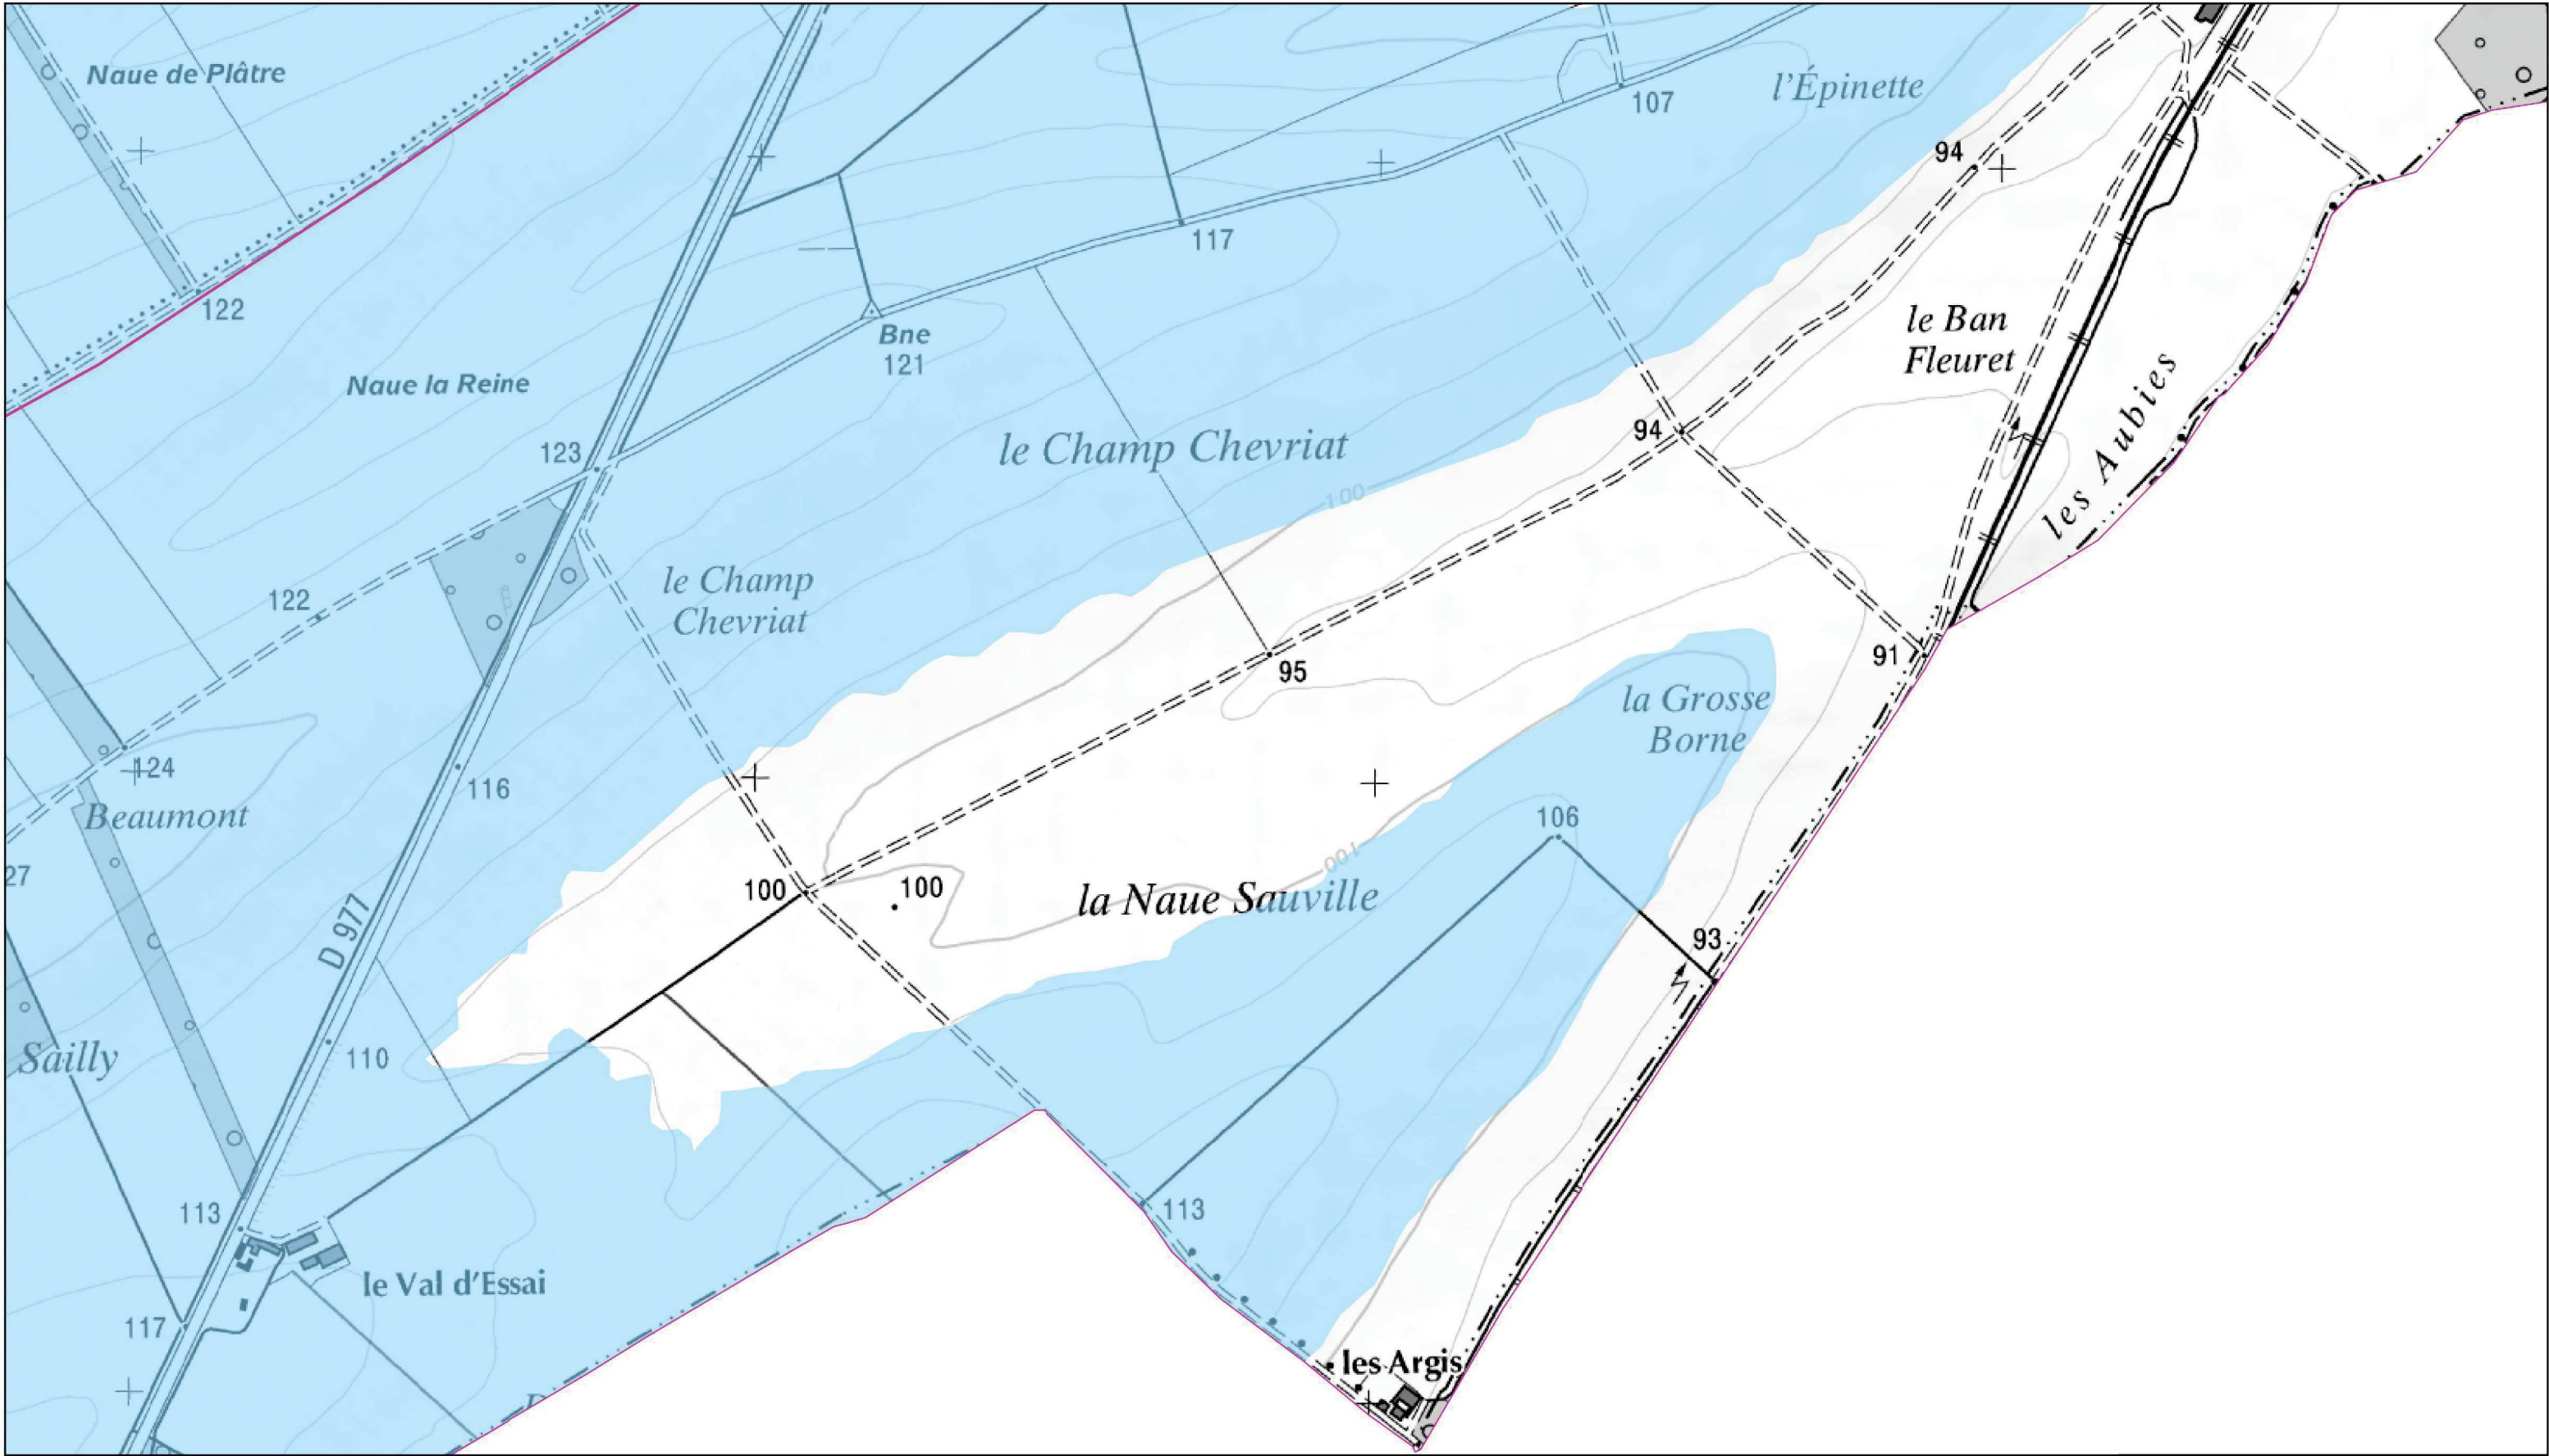 Naue de Plâtre
l'Épinette
107
94
117
122
le Ban
Fleuret
Bne
121
Naue la Reine
les Aubies
123
94
le Champ Chevriat
100
le Champ
Chevriat
122
95
91
la Grosse
Borne
124
116
Beaumont
106
27
100
100
100
la Naue Sauville
D 977
93
Sailly
110
113
113
le Val d'Essai
117
les Argis